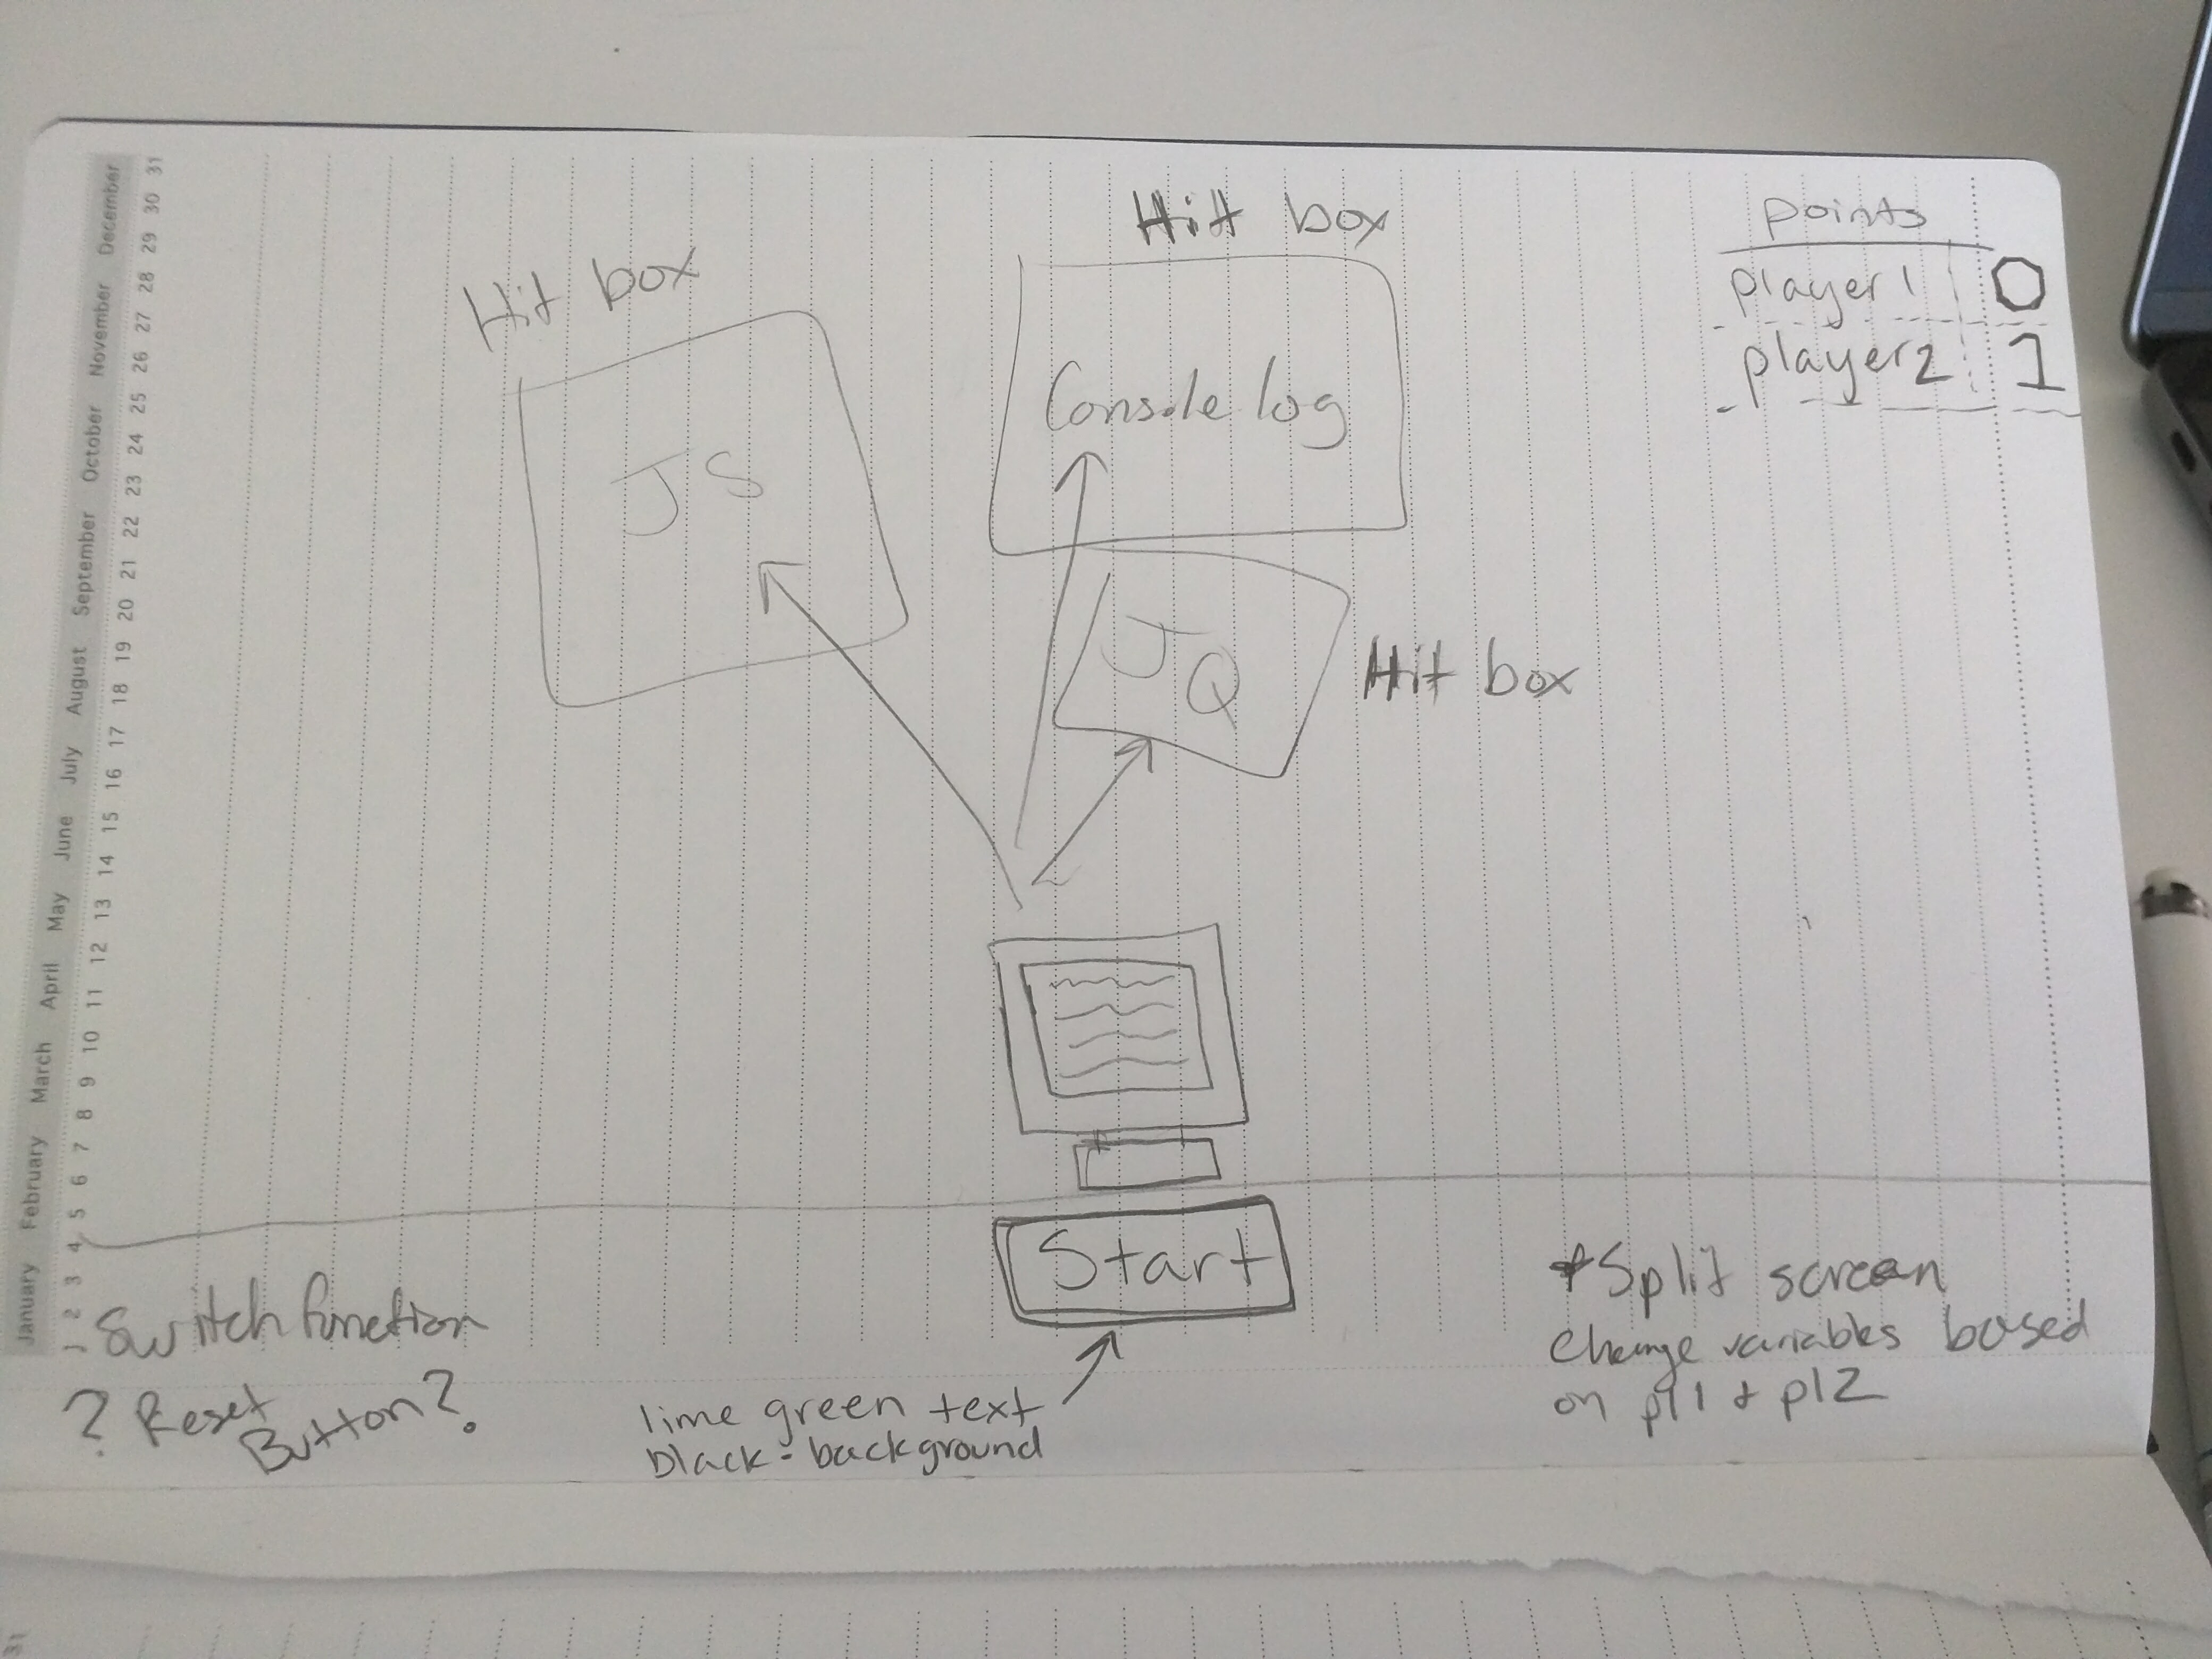 Hit box
JS
Hit box
Console log
JQ
Hit box
points
player 1 0
player 2 1
Start
Switch function
? Reset
Button?
lime green text
black - background
*Split screen
Change variables based
on pl1 + pl2
January February March April May June July August September October November December
1 2 3 4 5 6 7 8 9 10 11 12 13 14 15 16 17 18 19 20 21 22 23 24 25 26 27 28 29 30 31
31